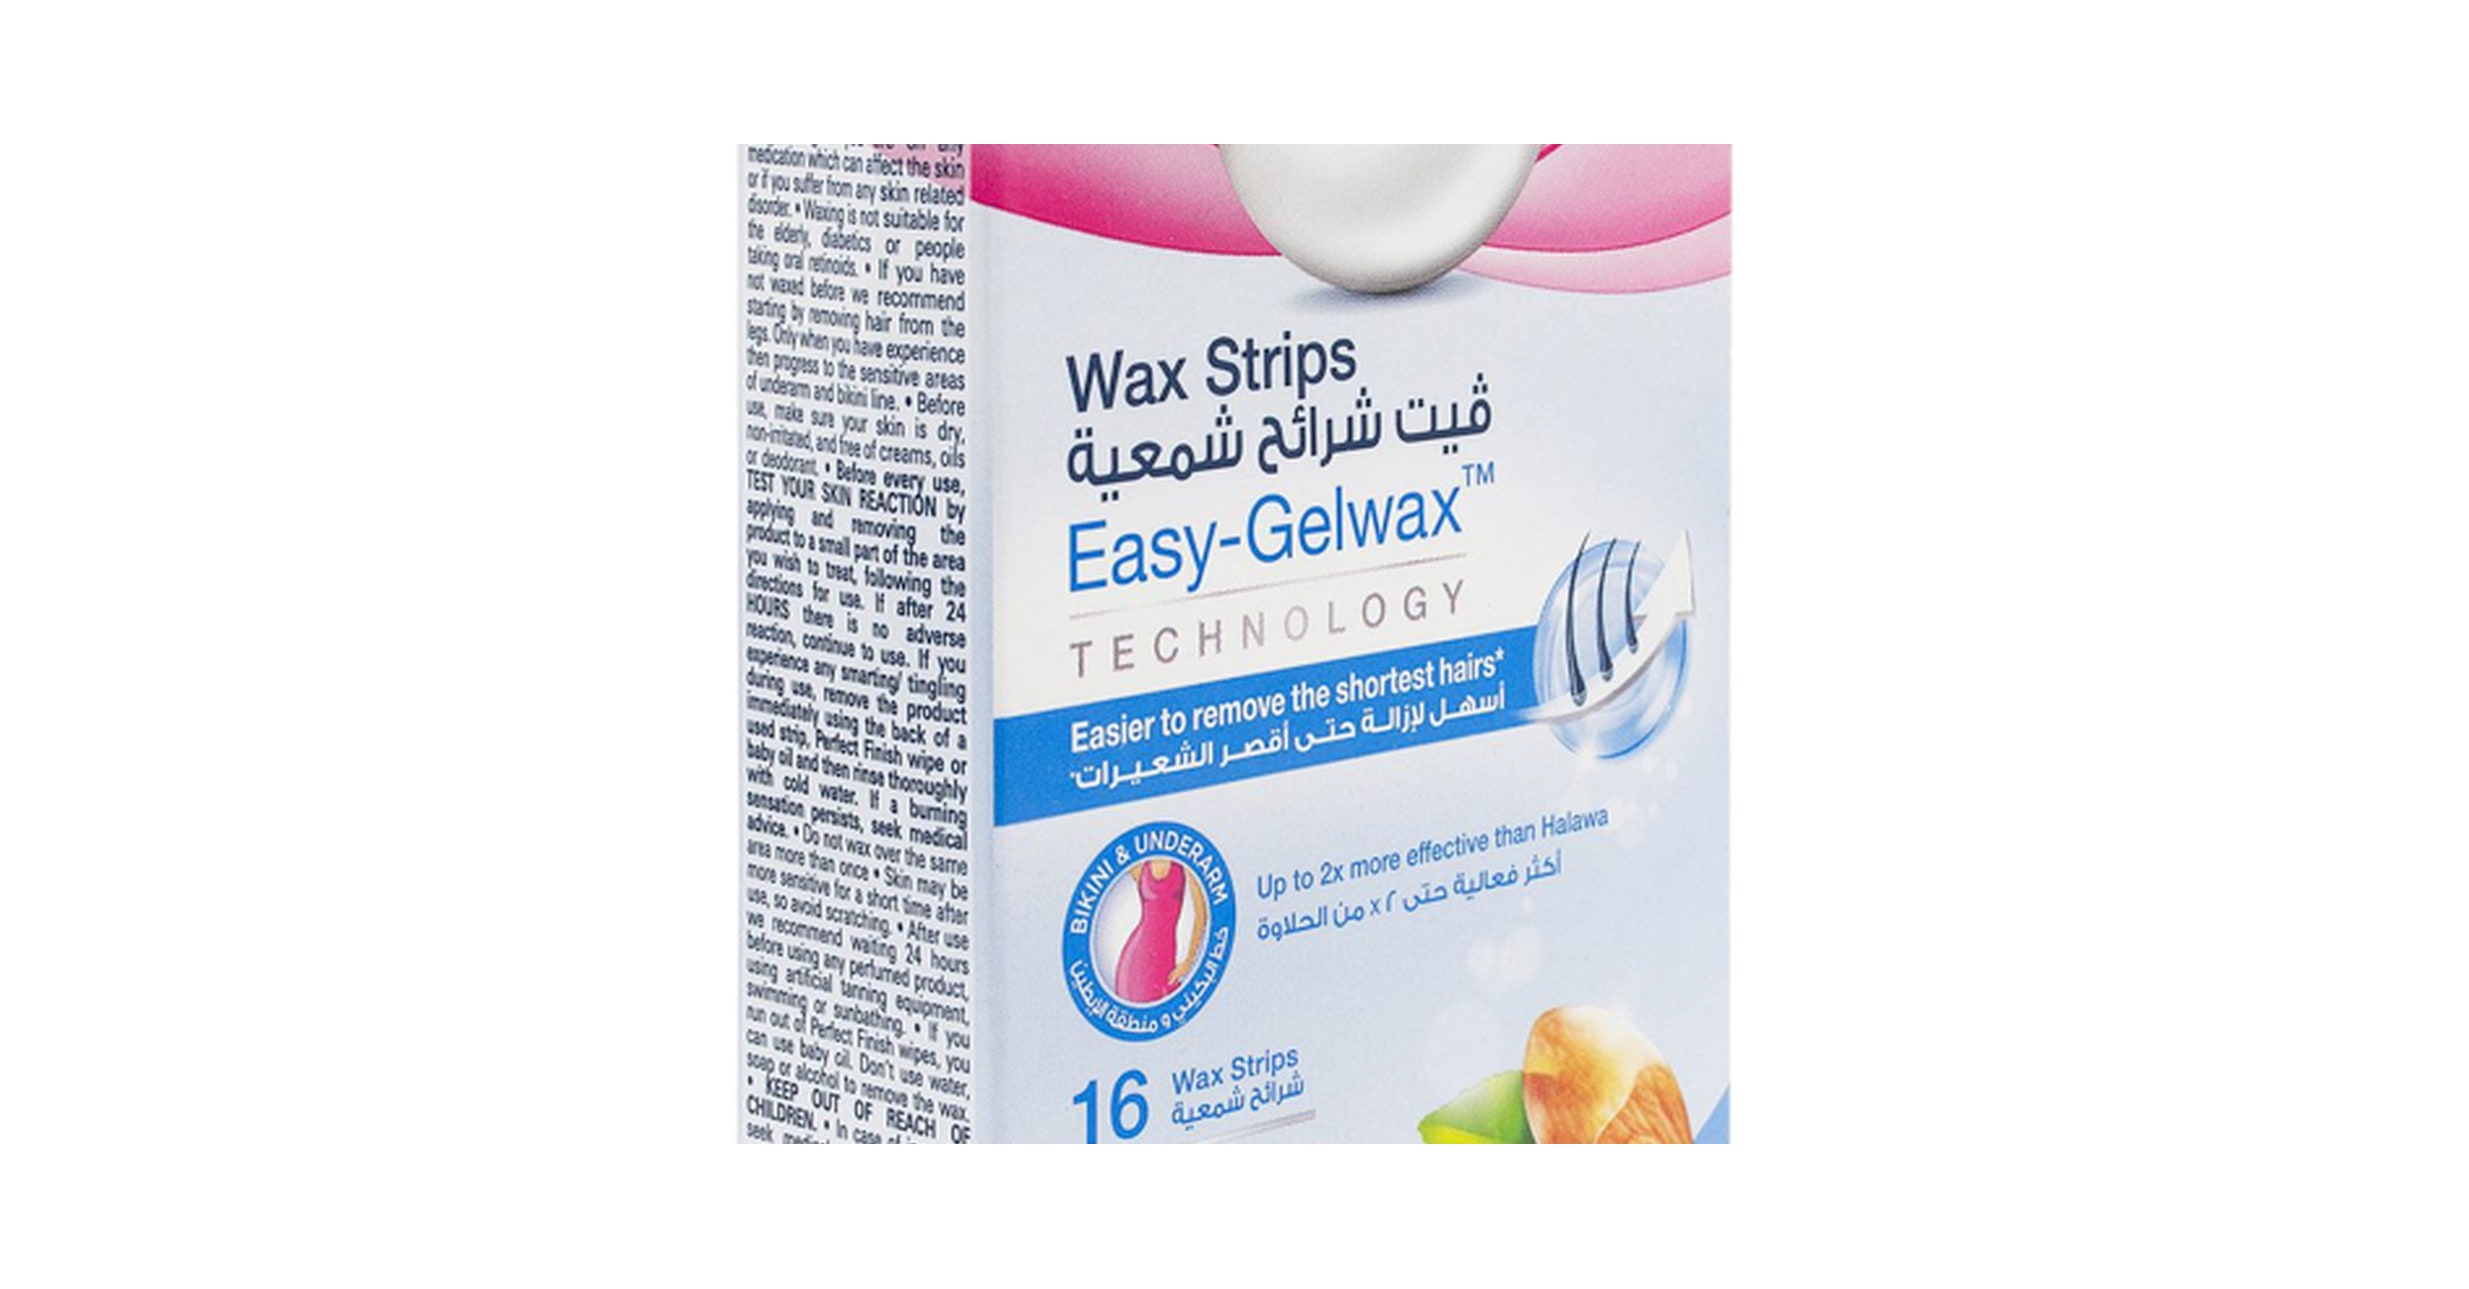 medication which can affect the skin
or if you suffer from any skin related
disorder. • Waxing is not suitable for
the elderly, diabetics or people
taking oral retinoids. • If you have
not waxed before we recommend
starting by removing hair from the
legs. Only when you have experience
then progress to the sensitive areas
of underarm and bikini line. • Before
use, make sure your skin is dry,
non-irritated, and free of creams, oils
or deodorant. • Before every use,
TEST YOUR SKIN REACTION by
applying and removing the
product to a small part of the area
you wish to treat, following the
directions for use. If after 24
HOURS there is no adverse
reaction, continue to use. If you
experience any smarting/ tingling
during use, remove the product
immediately using the back of a
used strip, Perfect Finish wipe or
baby oil and then rinse thoroughly
with cold water. If a burning
sensation persists, seek medical
advice. • Do not wax over the same
area more than once • Skin may be
more sensitive for a short time after
use, so avoid scratching. • After use
we recommend waiting 24 hours
before using any perfumed product,
using artificial tanning equipment,
swimming or sunbathing. • If you
run out of Perfect Finish wipes, you
can use baby oil. Don't use water,
soap or alcohol to remove the wax.
• KEEP OUT OF REACH OF
CHILDREN. • In case of
seek
Wax Strips
ڤيت شرائح شمعية
Easy-Gelwax™
TECHNOLOGY
Easier to remove the shortest hairs*
أسهل لإزالة حتى أقصر الشعيرات*
BIKINI & UNDERARM
خط البكيني و منطقة الإبطين
Up to 2x more effective than Halawa
أكثر فعالية حتى ٢ x من الحلاوة
16 Wax Strips
شرائح شمعية